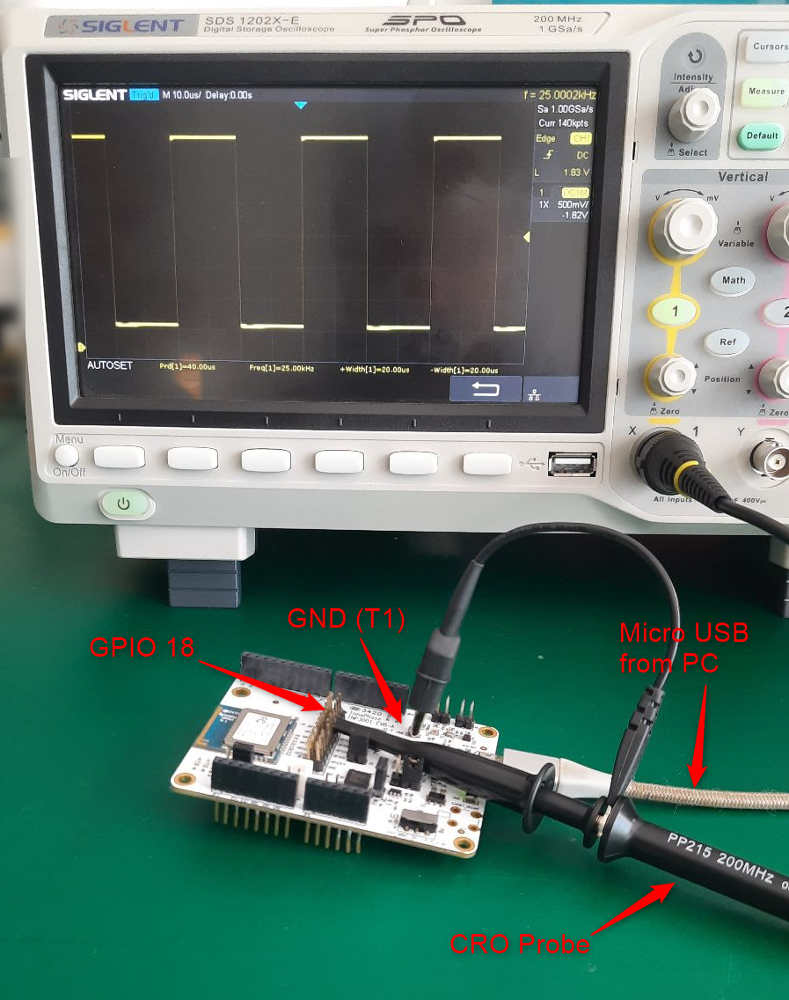 SIGLENT
SDS 1202X-E
Digital Storage Oscilloscope
SPO
Super Phosphor Oscilloscope
200 MHz
1 GSa/s
SIGLENT Trig'd M 10.0us/ Delay:0.00s
f = 25.0002kHz
Sa 1.00GSa/s
Curr 140kpts
Edge CH1
DC
L 1.83 V
1 DC1M
1X 500mV/
-1.82V
AUTOSET
Prd[1]=40.00us Freq[1]=25.00kHz +Width[1]=20.00us -Width[1]=20.00us
Cursors
Intensity
Measure
Default
Select
Vertical
V mV
V
Variable
Math
1
2
Ref
Position
Zero
Zero
X 1 Y
All inputs
400Vpk
Menu
On/Off
GND (T1)
GPIO 18
Micro USB
from PC
3420
InnoPhase
INP3001 EVB-A
PP215 200MHz
CRO Probe